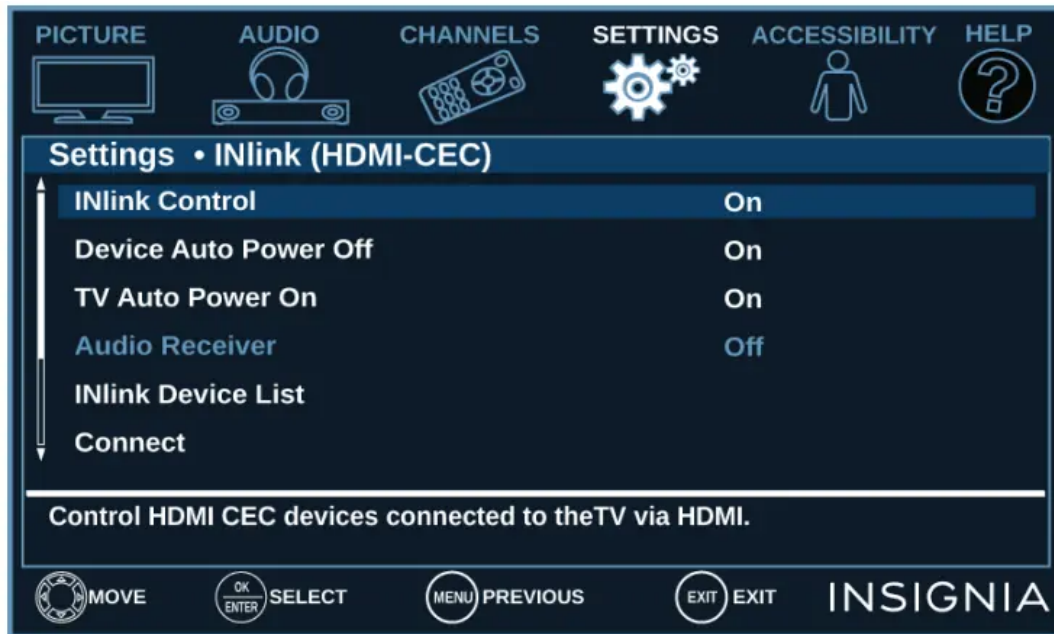 PICTURE AUDIO CHANNELS SETTINGS ACCESSIBILITY HELP
?
Settings • INlink (HDMI-CEC)
INlink Control On
Device Auto Power Off On
TV Auto Power On On
Audio Receiver Off
INlink Device List
Connect
Control HDMI CEC devices connected to theTV via HDMI.
MOVE OK ENTER SELECT MENU PREVIOUS EXIT EXIT INSIGNIA